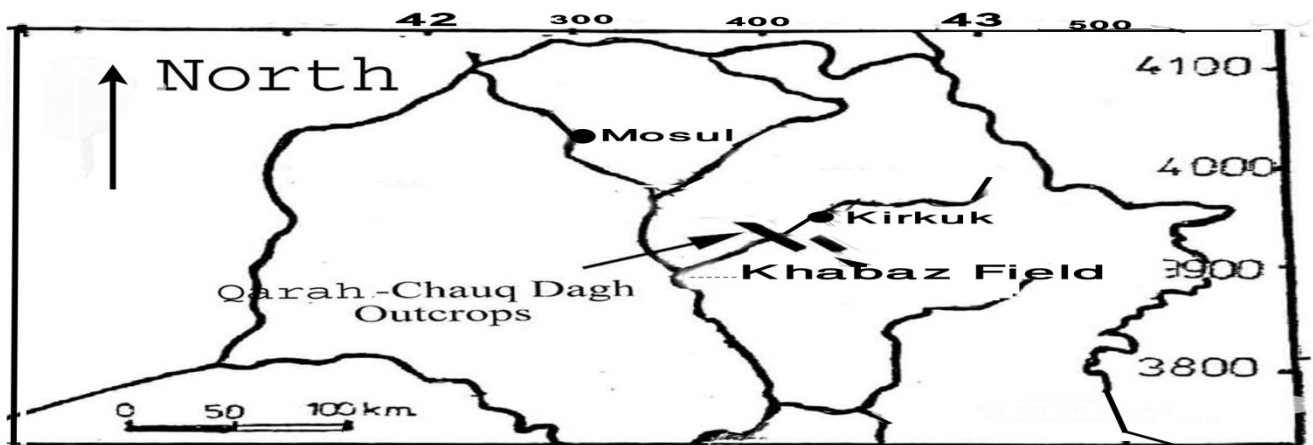 42 300 400 43 500
North
4100
Mosul
4000
Kirkuk
Khabaz Field
3900
Qarah-Chauq Dagh
Outcrops
3800
0 50 100 km.